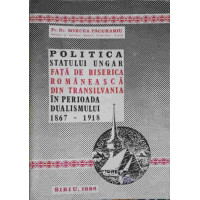 Pr. Dr. MIRCEA PĂCURARIU
POLITICA
STATULUI UNGAR
FAȚĂ DE BISERICA
ROMÂNEASCĂ
DIN TRANSILVANIA
ÎN PERIOADA
DUALISMULUI
1867 - 1918
SIBIU, 1986